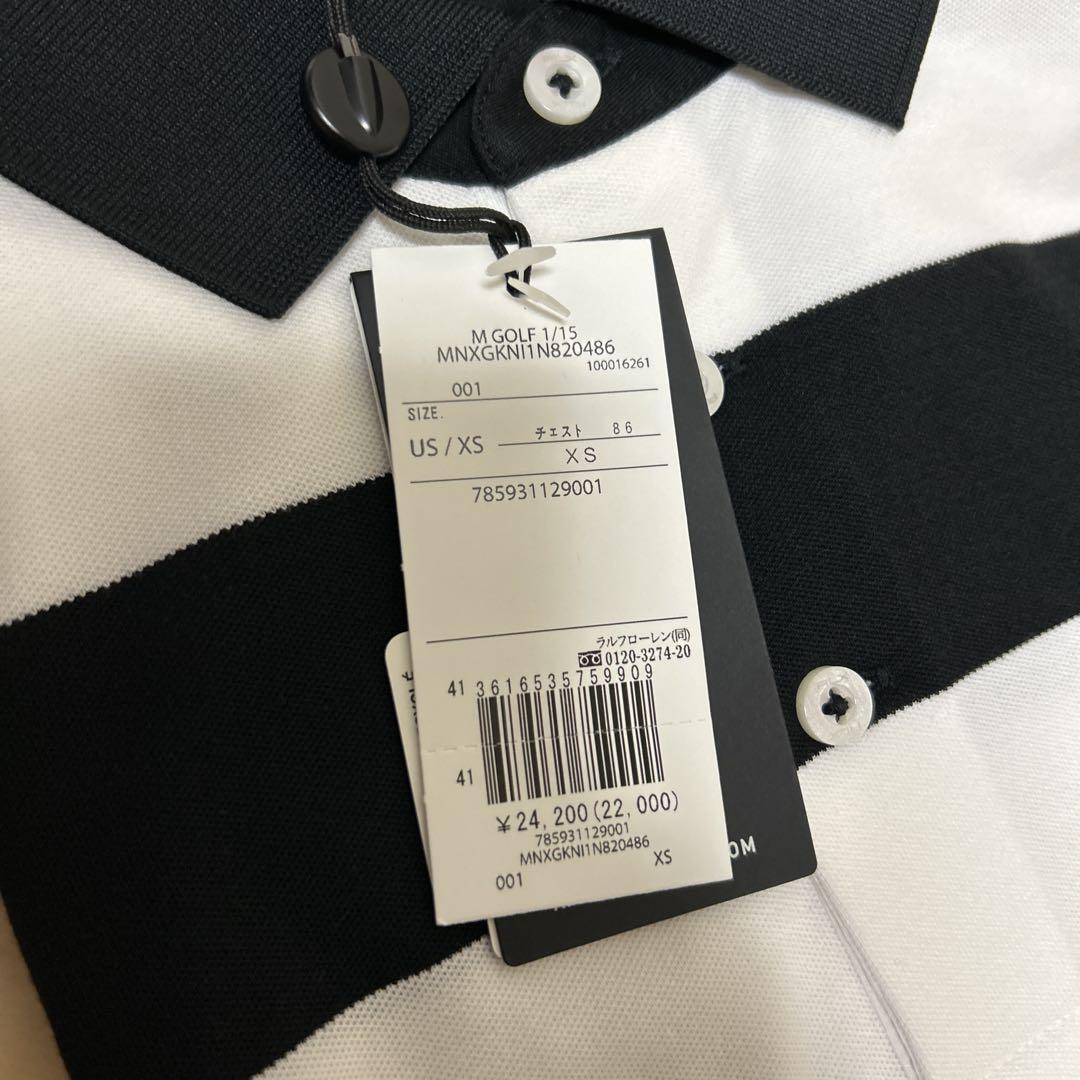 M GOLF 1/15
MNXGKNI1N820486
100016261
001
SIZE.
US / XS
チェスト 86
XS
785931129001
ラルフローレン(同)
0120-3274-20
41 3616535759909
41
¥24,200(22,000)
785931129001
MNXGKNI1N820486
001 XS
OM